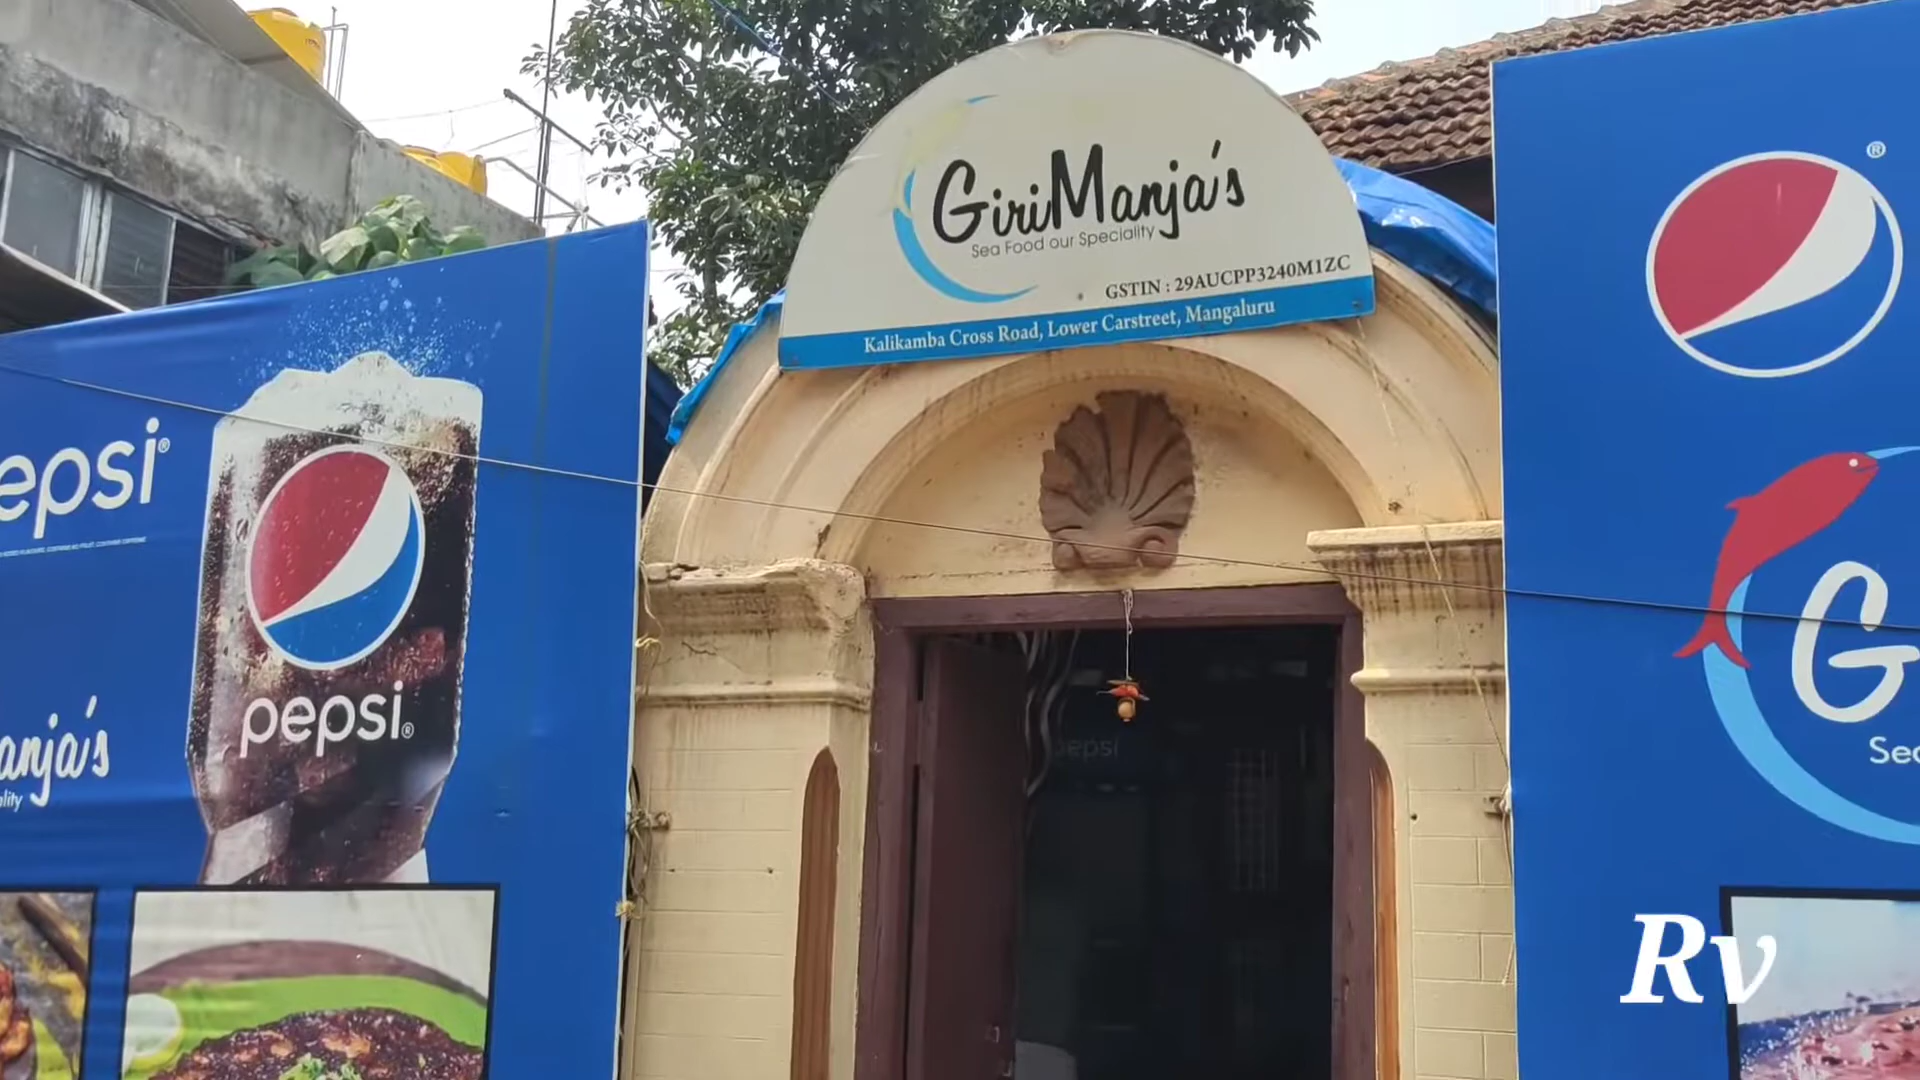 GiriManja's
Sea Food our Speciality
GSTIN : 29AUCPP3240M1ZC
Kalikamba Cross Road, Lower Carstreet, Mangaluru
epsi®
pepsi®
anja's
ality
®
G
Sea
pepsi
Rv